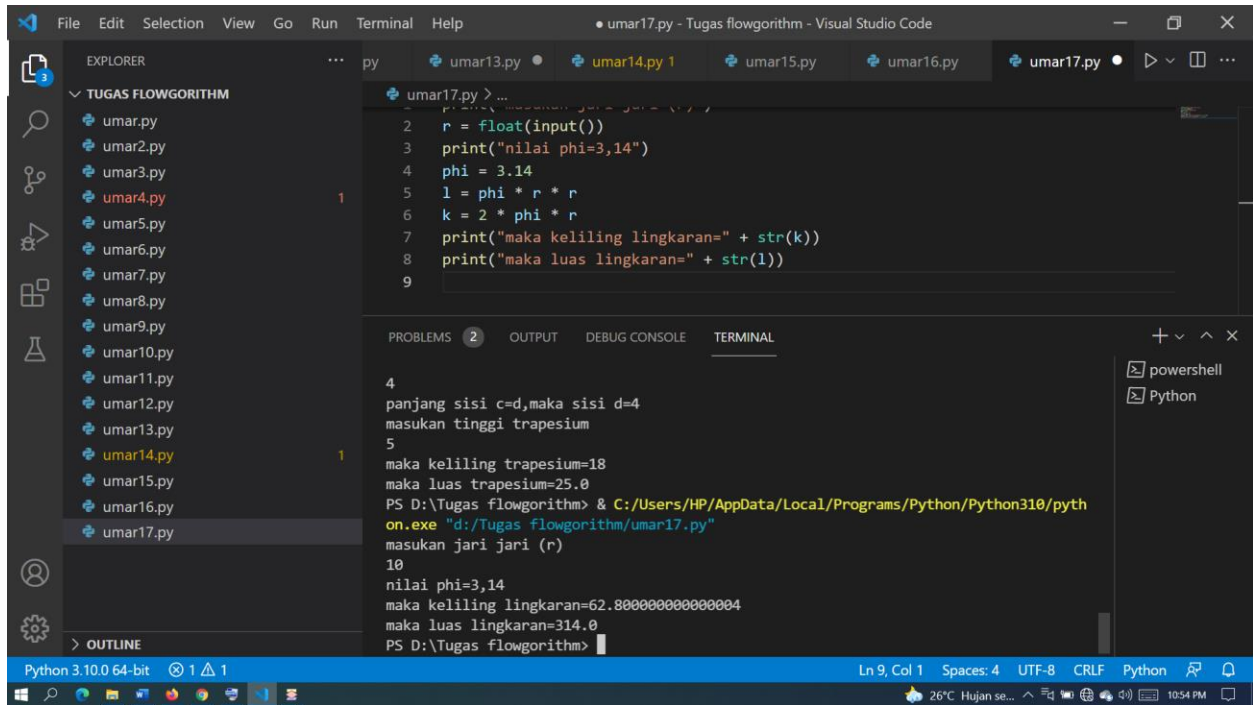 File Edit Selection View Go Run Terminal Help ● umar17.py - Tugas flowgorithm - Visual Studio Code
EXPLORER ...
py umar13.py ● umar14.py 1 umar15.py umar16.py umar17.py ● ...
3
TUGAS FLOWGORITHM
umar.py
umar2.py
umar3.py
umar4.py 1
umar5.py
umar6.py
umar7.py
umar8.py
umar9.py
umar10.py
umar11.py
umar12.py
umar13.py
umar14.py 1
umar15.py
umar16.py
umar17.py
OUTLINE
umar17.py > ...
1 print("masukan jari jari (r)")
2 r = float(input())
3 print("nilai phi=3,14")
4 phi = 3.14
5 l = phi * r * r
6 k = 2 * phi * r
7 print("maka keliling lingkaran=" + str(k))
8 print("maka luas lingkaran=" + str(l))
9
PROBLEMS 2 OUTPUT DEBUG CONSOLE TERMINAL
4
panjang sisi c=d,maka sisi d=4
masukan tinggi trapesium
5
maka keliling trapesium=18
maka luas trapesium=25.0
PS D:\Tugas flowgorithm> & C:/Users/HP/AppData/Local/Programs/Python/Python310/pyth
on.exe "d:/Tugas flowgorithm/umar17.py"
masukan jari jari (r)
10
nilai phi=3,14
maka keliling lingkaran=62.800000000000004
maka luas lingkaran=314.0
PS D:\Tugas flowgorithm>
powershell
Python
Python 3.10.0 64-bit 1 1 Ln 9, Col 1 Spaces: 4 UTF-8 CRLF Python
26°C Hujan se... 10:54 PM